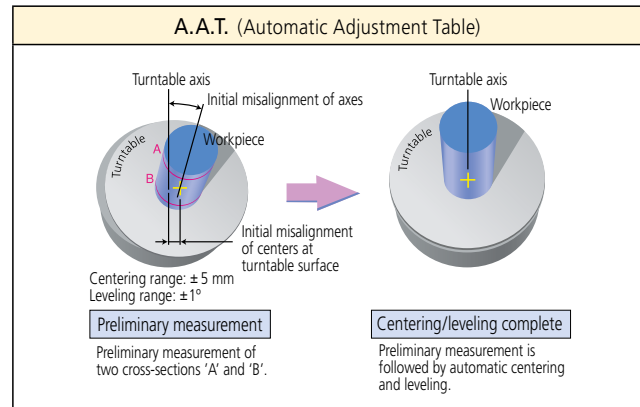 A.A.T. (Automatic Adjustment Table)
Turntable axis
Initial misalignment of axes
Workpiece
Turntable
A
B
Initial misalignment
of centers at
turntable surface
Centering range: ±5 mm
Leveling range: ±1º
Preliminary measurement
Preliminary measurement of
two cross-sections 'A' and 'B'.
Turntable axis
Workpiece
Turntable
Centering/leveling complete
Preliminary measurement is
followed by automatic centering
and leveling.